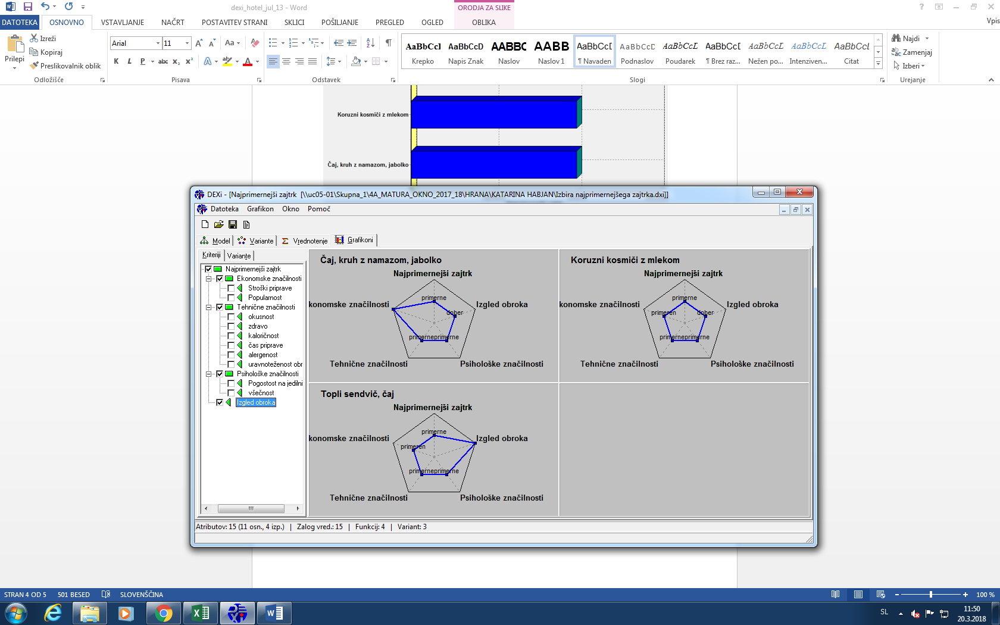 dexi_hotel_jul_13 - Word
ORODJA ZA SLIKE
DATOTEKA OSNOVNO VSTAVLJANJE NAČRT POSTAVITEV STRANI SKLICI POŠILJANJE PREGLED OGLED OBLIKA Vpis
Prilepi
Izreži
Kopiraj
Preslikovalnik oblik
Odložišče
Arial 11
K L P abc x₂ x²
Pisava
Odstavek
AaBbCcI AaBbCcD AABBC AABB AaBbCcI AaBbCcD AaBbCcL AaBbCcI AaBbCcL AaBbCcL AaBbCcL
Krepko Napis Znak Naslov Naslov 1 ¶ Navaden Podnaslov Poudarek ¶ Brez raz... Nežen po... Intenziven... Citat
Slogi
Najdi
Zamenjaj
Izberi
Urejanje
Koruzni kosmiči z mlekom
Čaj, kruh z namazom, jabolko
DEXi - [Najprimernejši zajtrk [\\uc05-01\Skupna_1\4A_MATURA_OKNO_2017_18\HRANA\KATARINA HABJAN\Izbira najprimernejšega zajtrka.dxi]]
Datoteka Grafikon Okno Pomoč
Model Variante Vrednotenje Grafikoni
Kriteriji Variante
Najprimernejši zajtrk
Ekonomske značilnosti
Stroški priprave
Popularnost
Tehnične značilnosti
okusnost
zdravo
kaloričnost
čas priprave
alergenost
uravnoteženost obr
Psihološke značilnosti
Pogostost na jedilni
všečnost
Izgled obroka
Čaj, kruh z namazom, jabolko
Najprimernejši zajtrk
primerne
konomske značilnosti
Izgled obroka
dober
primerne primerne
Tehnične značilnosti
Psihološke značilnosti
Koruzni kosmiči z mlekom
Najprimernejši zajtrk
primerne
konomske značilnosti
Izgled obroka
primeren dober
primerne primerne
Tehnične značilnosti
Psihološke značilnosti
Topli sendvič, čaj
Najprimernejši zajtrk
primerne
konomske značilnosti
Izgled obroka
primeren
primerne primerne
Tehnične značilnosti
Psihološke značilnosti
Atributov: 15 (11 osn., 4 izp.) | Zalog vred.: 15 | Funkcij: 4 | Variant: 3
STRAN 4 OD 5 501 BESED SLOVENŠČINA 100 %
SL
11:50
20.3.2018